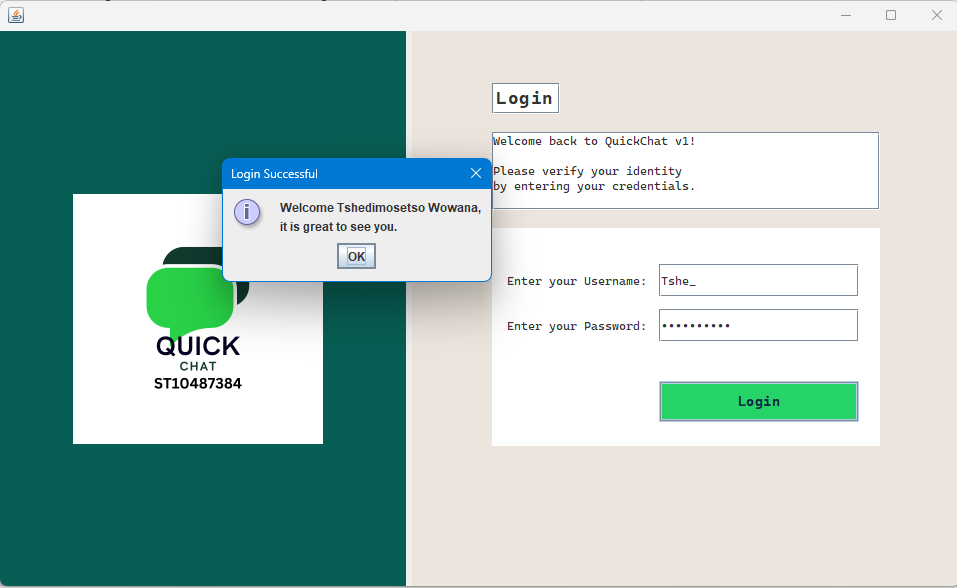 Login
Welcome back to QuickChat v1!
Please verify your identity
by entering your credentials.
Login Successful
Welcome Tshedimosetso Wowana,
it is great to see you.
OK
QUICK
CHAT
ST10487384
Enter your Username: Tshe_
Enter your Password: ••••••••••
Login